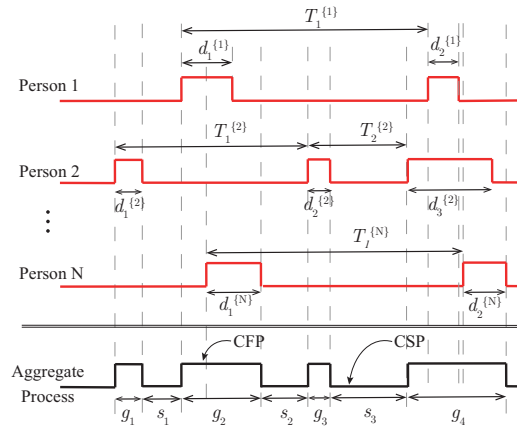 T₁^{1}
d₁^{1} d₂^{1}
Person 1
T₁^{2} T₂^{2}
Person 2
d₁^{2} d₂^{2} d₃^{2}
⋮
T₁^{N}
Person N
d₁^{N} d₂^{N}
CFP CSP
Aggregate
Process
g₁ s₁ g₂ s₂ g₃ s₃ g₄